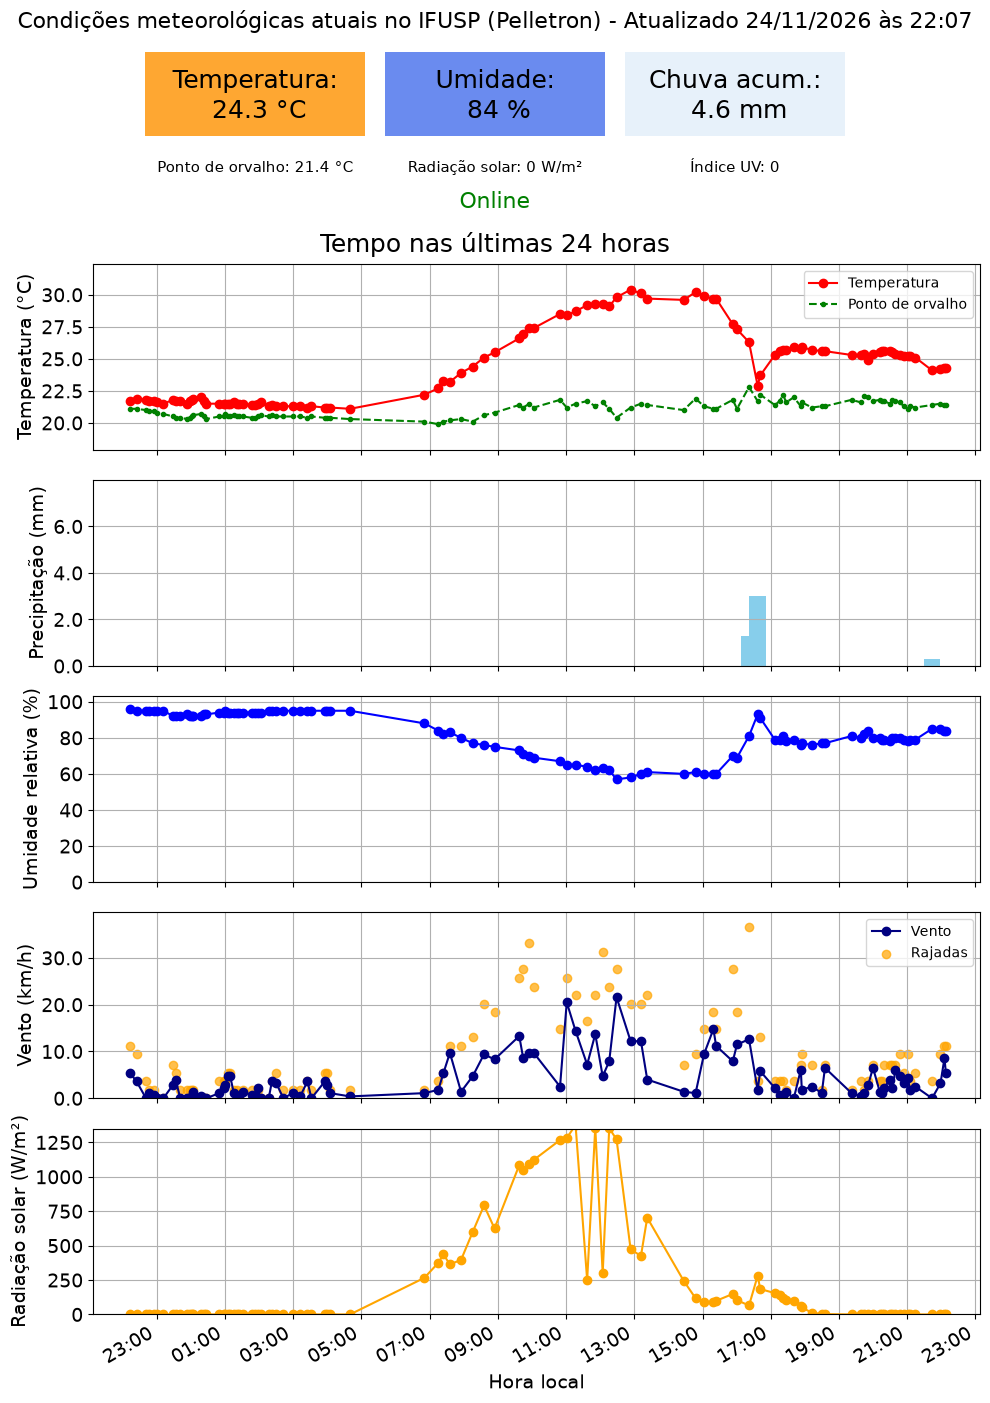 Condições meteorológicas atuais no IFUSP (Pelletron) - Atualizado 24/11/2026 às 22:07
Temperatura:
24.3 °C
Umidade:
84 %
Chuva acum.:
4.6 mm
Ponto de orvalho: 21.4 °C
Radiação solar: 0 W/m²
Índice UV: 0
Online
Tempo nas últimas 24 horas
Temperatura (°C)
30.0
27.5
25.0
22.5
20.0
Temperatura
Ponto de orvalho
Precipitação (mm)
6.0
4.0
2.0
0.0
Umidade relativa (%)
100
80
60
40
20
0
Vento (km/h)
30.0
20.0
10.0
0.0
Vento
Rajadas
Radiação solar (W/m²)
1250
1000
750
500
250
0
23:00
01:00
03:00
05:00
07:00
09:00
11:00
13:00
15:00
17:00
19:00
21:00
23:00
Hora local